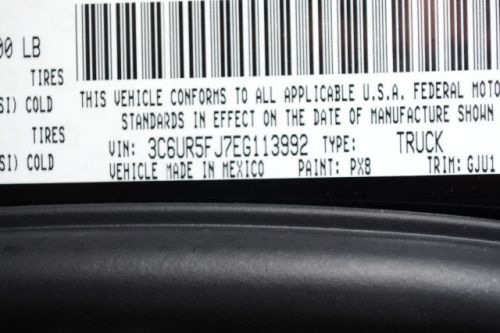 00 LB
TIRES
THIS VEHICLE CONFORMS TO ALL APPLICABLE U.S.A. FEDERAL MOTO
SI) COLD
STANDARDS IN EFFECT ON THE DATE OF MANUFACTURE SHOWN
TIRES
VIN: 3C6UR5FJ7EG113992 TYPE: TRUCK
SI) COLD
VEHICLE MADE IN MEXICO PAINT: PX8 TRIM: GJU1